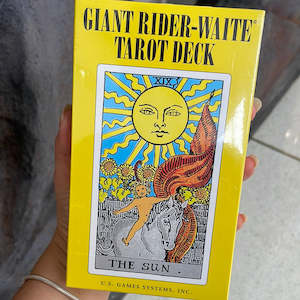 GIANT RIDER-WAITE®
TAROT DECK
XIX
THE SUN.
U.S. GAMES SYSTEMS, INC.